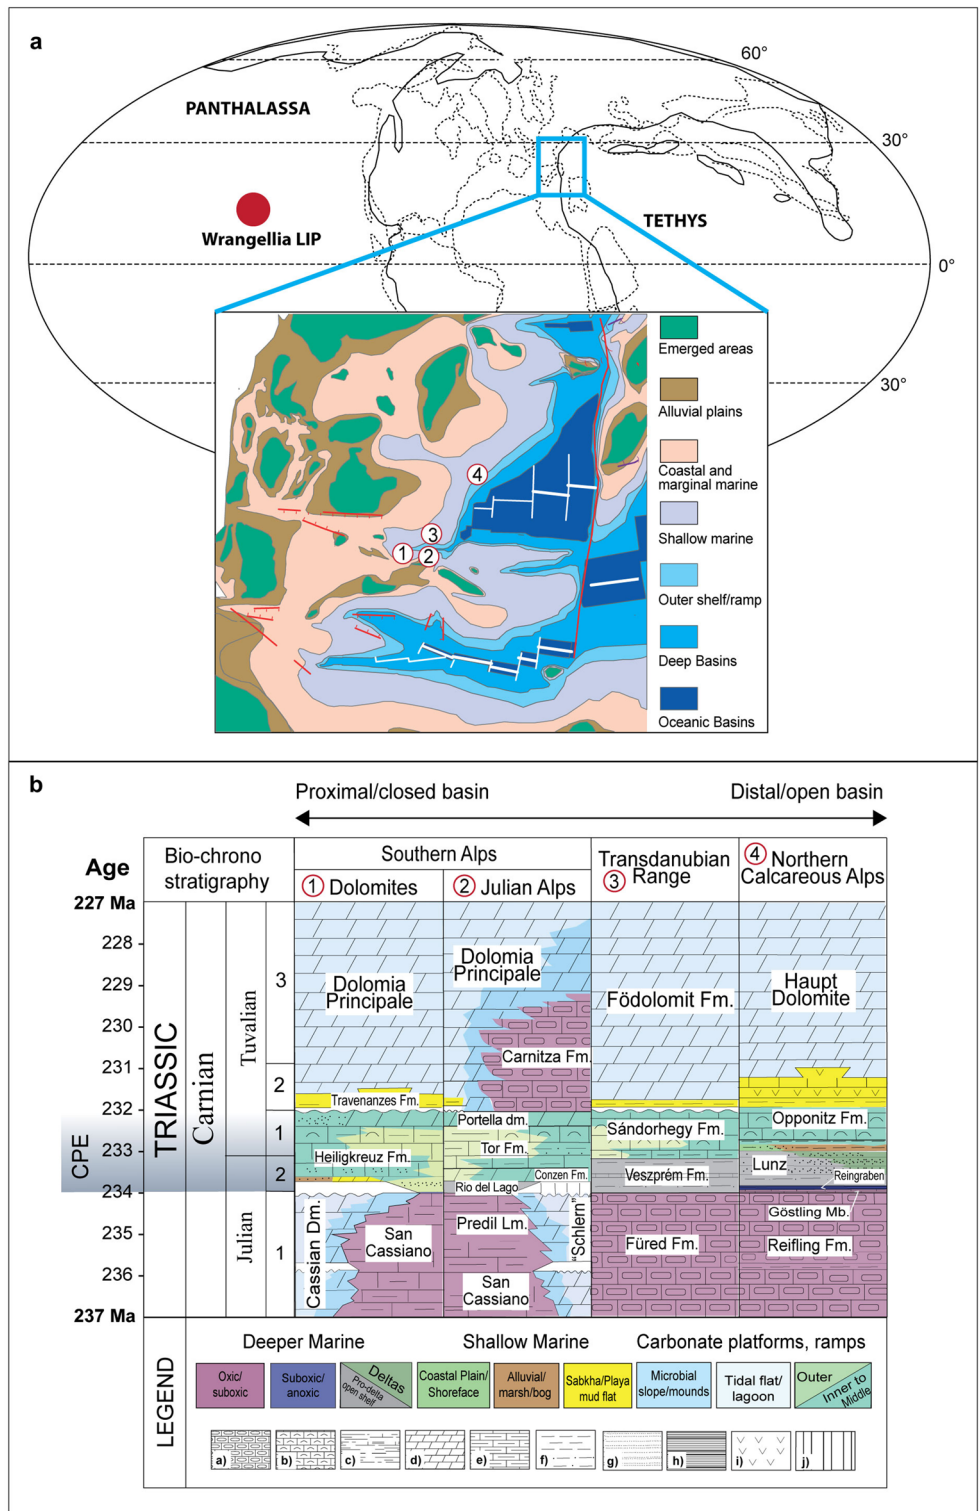 a
60°
PANTHALASSA
30°
Wrangellia LIP
TETHYS
0°
30°
Emerged areas
Alluvial plains
Coastal and
marginal marine
Shallow marine
Outer shelf/ramp
Deep Basins
Oceanic Basins
4
3
1
2
b
Proximal/closed basin
Distal/open basin
Age
Bio-chrono
stratigraphy
Southern Alps
1 Dolomites
2 Julian Alps
Transdanubian
3 Range
4 Northern
Calcareous Alps
227 Ma
228
229
230
231
232
233
234
235
236
237 Ma
CPE
TRIASSIC
Carnian
Tuvalian
Julian
3
2
1
2
1
Dolomia
Principale
Travenanzes Fm.
Heiligkreuz Fm.
Cassian Dm.
San
Cassiano
Dolomia
Principale
Carnitza Fm.
Portella dm.
Tor Fm.
Conzen Fm.
Rio del Lago
Predil Lm.
"Schlern"
San
Cassiano
Födolomit Fm.
Sándorhegy Fm.
Veszprém Fm.
Füred Fm.
Haupt
Dolomite
Opponitz Fm.
Lunz
Reingraben
Göstling Mb.
Reifling Fm.
LEGEND
Deeper Marine
Shallow Marine
Carbonate platforms, ramps
Oxic/
suboxic
Suboxic/
anoxic
Deltas
Pro-delta
open shelf
Coastal Plain/
Shoreface
Alluvial/
marsh/bog
Sabkha/Playa
mud flat
Microbial
slope/mounds
Tidal flat/
lagoon
Outer
Inner to
Middle
a)
b)
c)
d)
e)
f)
g)
h)
i)
j)